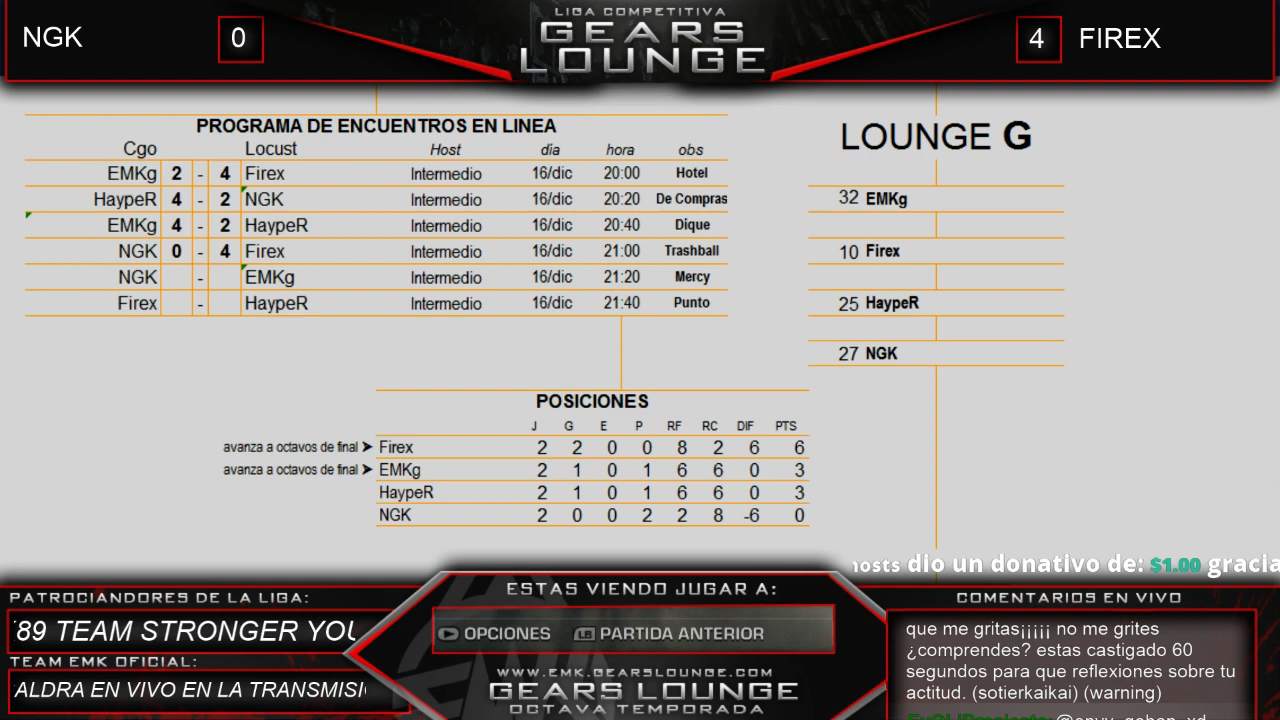 NGK 0 LIGA COMPETITIVA GEARS LOUNGE 4 FIREX
PROGRAMA DE ENCUENTROS EN LINEA
Cgo Locust Host dia hora obs
EMKg 2 - 4 Firex Intermedio 16/dic 20:00 Hotel
HaypeR 4 - 2 NGK Intermedio 16/dic 20:20 De Compras
EMKg 4 - 2 HaypeR Intermedio 16/dic 20:40 Dique
NGK 0 - 4 Firex Intermedio 16/dic 21:00 Trashball
NGK - EMKg Intermedio 16/dic 21:20 Mercy
Firex - HaypeR Intermedio 16/dic 21:40 Punto
LOUNGE G
32 EMKg
10 Firex
25 HaypeR
27 NGK
POSICIONES
J G E P RF RC DIF PTS
avanza a octavos de final ➤ Firex 2 2 0 0 8 2 6 6
avanza a octavos de final ➤ EMKg 2 1 0 1 6 6 0 3
HaypeR 2 1 0 1 6 6 0 3
NGK 2 0 0 2 2 8 -6 0
hosts dio un donativo de: $1.00 gracia
PATROCIANDORES DE LA LIGA:
'89 TEAM STRONGER YOU
TEAM EMK OFICIAL:
ALDRA EN VIVO EN LA TRANSMISI
ESTAS VIENDO JUGAR A:
OPCIONES LB PARTIDA ANTERIOR
WWW.EMK.GEARSLOUNGE.COM
GEARS LOUNGE
OCTAVA TEMPORADA
COMENTARIOS EN VIVO
que me gritas¡¡¡¡¡ no me grites
¿comprendes? estas castigado 60
segundos para que reflexiones sobre tu
actitud. (sotierkaikai) (warning)